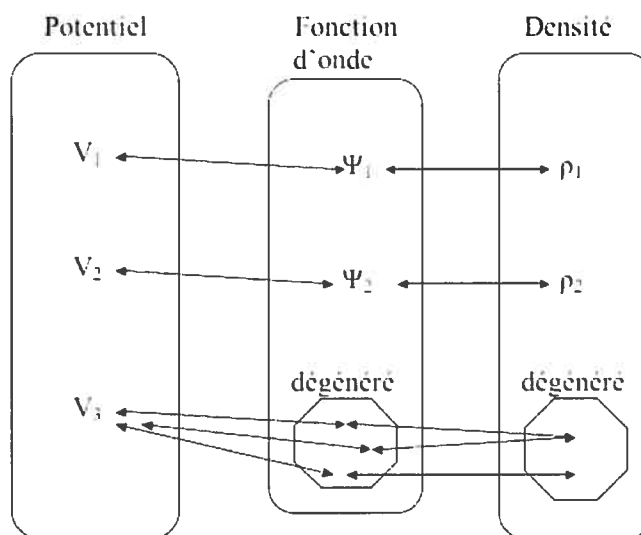 Potentiel Fonction d'onde Densité
V₁ Ψ₁ ρ₁
V₂ Ψ₂ ρ₂
dégénéré dégénéré
V₃